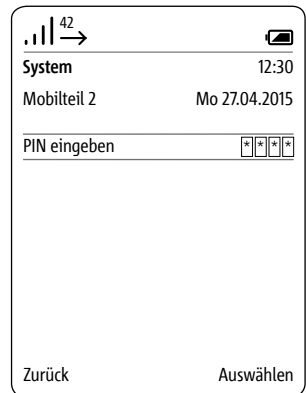 42
System 12:30
Mobilteil 2 Mo 27.04.2015
PIN eingeben ****
Zurück Auswählen